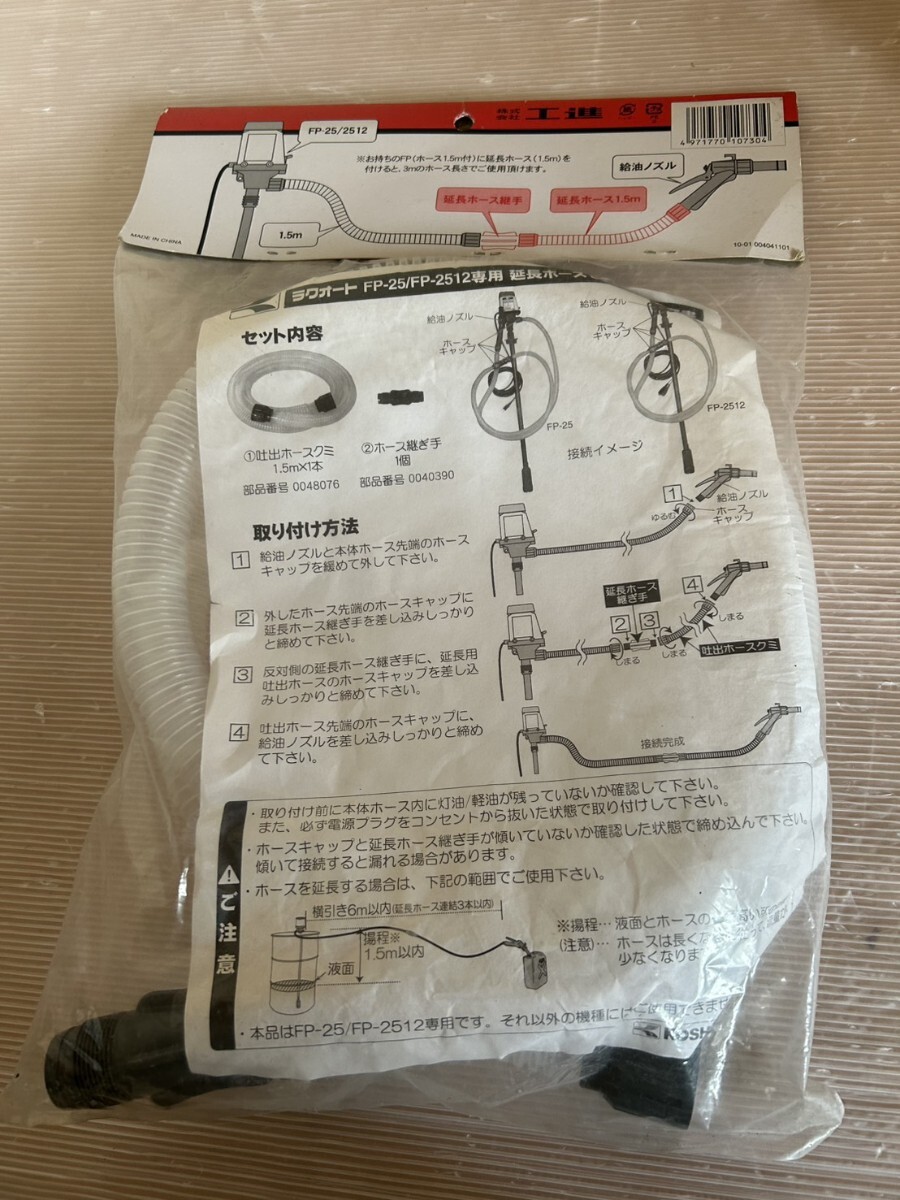 株式会社 工進
4 971770 107304
FP-25/2512
※お持ちのFP(ホース1.5m付)に延長ホース(1.5m)を
付けると、3mのホース長さでご使用頂けます。
給油ノズル
延長ホース継手
延長ホース1.5m
1.5m
MADE IN CHINA
10-01 004041101
ラクオート FP-25/FP-2512専用 延長ホース
セット内容
給油ノズル
ホース
キャップ
FP-25
給油ノズル
ホース
キャップ
FP-2512
接続イメージ
①吐出ホースクミ
1.5m×1本
部品番号 0048076
②ホース継ぎ手
1個
部品番号 0040390
取り付け方法
1 給油ノズルと本体ホース先端のホース
キャップを緩めて外して下さい。
2 外したホース先端のホースキャップに
延長ホース継ぎ手を差し込みしっかり
と締めて下さい。
3 反対側の延長ホース継ぎ手に、延長用
吐出ホースのホースキャップを差し込
みしっかりと締めて下さい。
4 吐出ホース先端のホースキャップに、
給油ノズルを差し込みしっかりと締め
て下さい。
1
給油ノズル
ゆるむ
ホース
キャップ
延長ホース
継ぎ手
4
2
3
しまる
しまる
しまる
吐出ホースクミ
接続完成
ご注意
・取り付け前に本体ホース内に灯油/軽油が残っていないか確認して下さい。
また、必ず電源プラグをコンセントから抜いた状態で取り付けして下さい。
・ホースキャップと延長ホース継ぎ手が傾いていないか確認した状態で締め込んで下さい。
傾いて接続すると漏れる場合があります。
・ホースを延長する場合は、下記の範囲でご使用下さい。
横引き6m以内(延長ホース連結3本以内)
揚程※
1.5m以内
液面
※揚程…液面とホースの
(注意)…ホースは長く
少なくなりま
・本品はFP-25/FP-2512専用です。それ以外の機種にはご使用できませ
KOSH